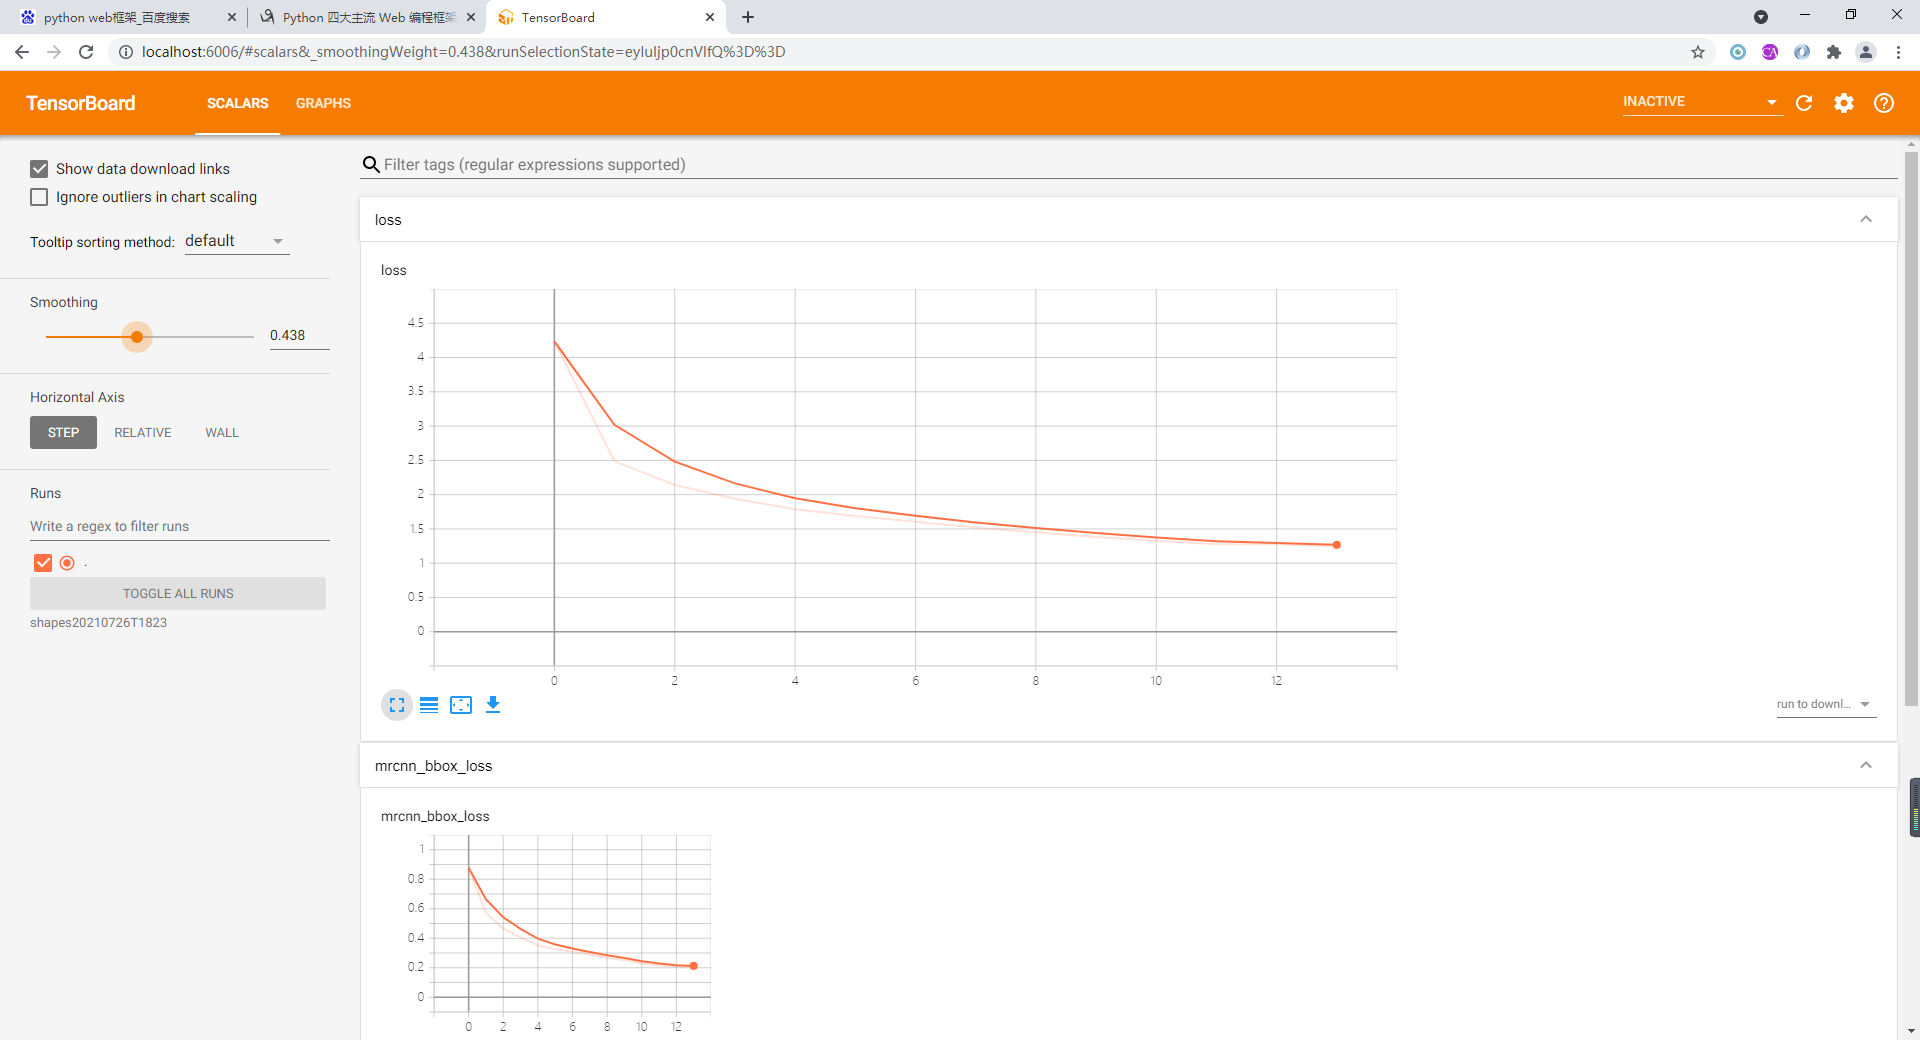 python web框架_百度搜索
Python 四大主流 Web 编程框架
TensorBoard
localhost:6006/#scalars&_smoothingWeight=0.438&runSelectionState=eyIuIjp0cnVlfQ%3D%3D
TensorBoard
SCALARS
GRAPHS
INACTIVE
Show data download links
Ignore outliers in chart scaling
Tooltip sorting method: default
Smoothing
0.438
Horizontal Axis
STEP RELATIVE WALL
Runs
Write a regex to filter runs
.
TOGGLE ALL RUNS
shapes20210726T1823
Filter tags (regular expressions supported)
loss
loss
4.5
4
3.5
3
2.5
2
1.5
1
0.5
0
0 2 4 6 8 10 12
run to downl...
mrcnn_bbox_loss
mrcnn_bbox_loss
1
0.8
0.6
0.4
0.2
0
0 2 4 6 8 10 12